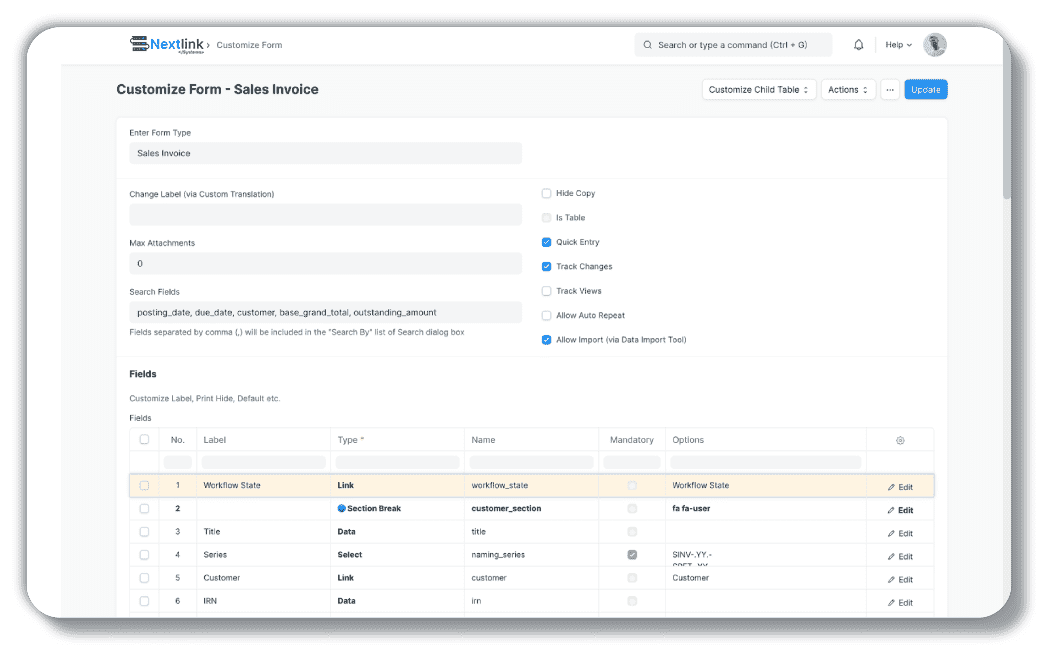 Nextlink
</Systems>
Customize Form
Search or type a command (Ctrl + G)
Help
Customize Form - Sales Invoice
Customize Child Table
Actions
...
Update
Enter Form Type
Sales Invoice
Change Label (via Custom Translation)
Max Attachments
0
Search Fields
posting_date, due_date, customer, base_grand_total, outstanding_amount
Fields separated by comma (,) will be included in the "Search By" list of Search dialog box
Hide Copy
Is Table
Quick Entry
Track Changes
Track Views
Allow Auto Repeat
Allow Import (via Data Import Tool)
Fields
Customize Label, Print Hide, Default etc.
Fields
No. Label Type * Name Mandatory Options
1 Workflow State Link workflow_state Workflow State Edit
2 Section Break customer_section fa fa-user Edit
3 Title Data title Edit
4 Series Select naming_series SINV-.YY.- Edit
5 Customer Link customer Customer Edit
6 IRN Data irn Edit